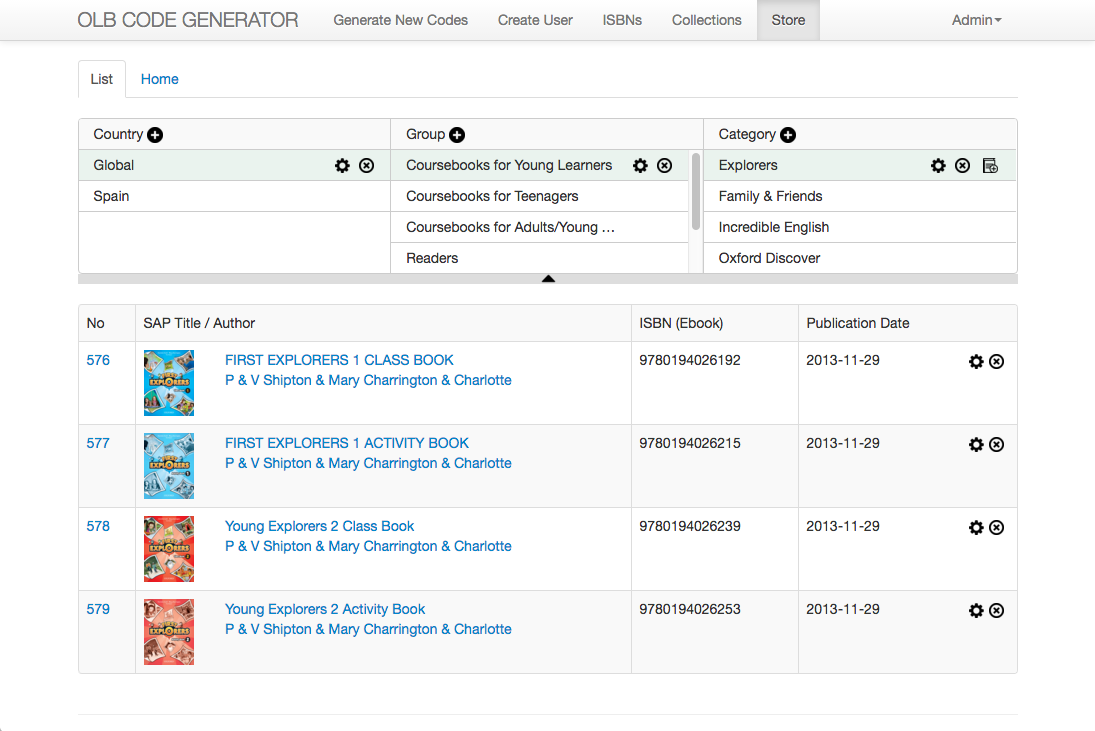 OLB CODE GENERATOR Generate New Codes Create User ISBNs Collections Store Admin
List Home
Country Group Category
Global Coursebooks for Young Learners Explorers
Spain Coursebooks for Teenagers Family & Friends
Coursebooks for Adults/Young … Incredible English
Readers Oxford Discover
No SAP Title / Author ISBN (Ebook) Publication Date
576 FIRST EXPLORERS 1 CLASS BOOK 9780194026192 2013-11-29
P & V Shipton & Mary Charrington & Charlotte
EXPLORERS
577 FIRST EXPLORERS 1 ACTIVITY BOOK 9780194026215 2013-11-29
P & V Shipton & Mary Charrington & Charlotte
EXPLORERS
578 Young Explorers 2 Class Book 9780194026239 2013-11-29
P & V Shipton & Mary Charrington & Charlotte
EXPLORERS
579 Young Explorers 2 Activity Book 9780194026253 2013-11-29
P & V Shipton & Mary Charrington & Charlotte
EXPLORERS